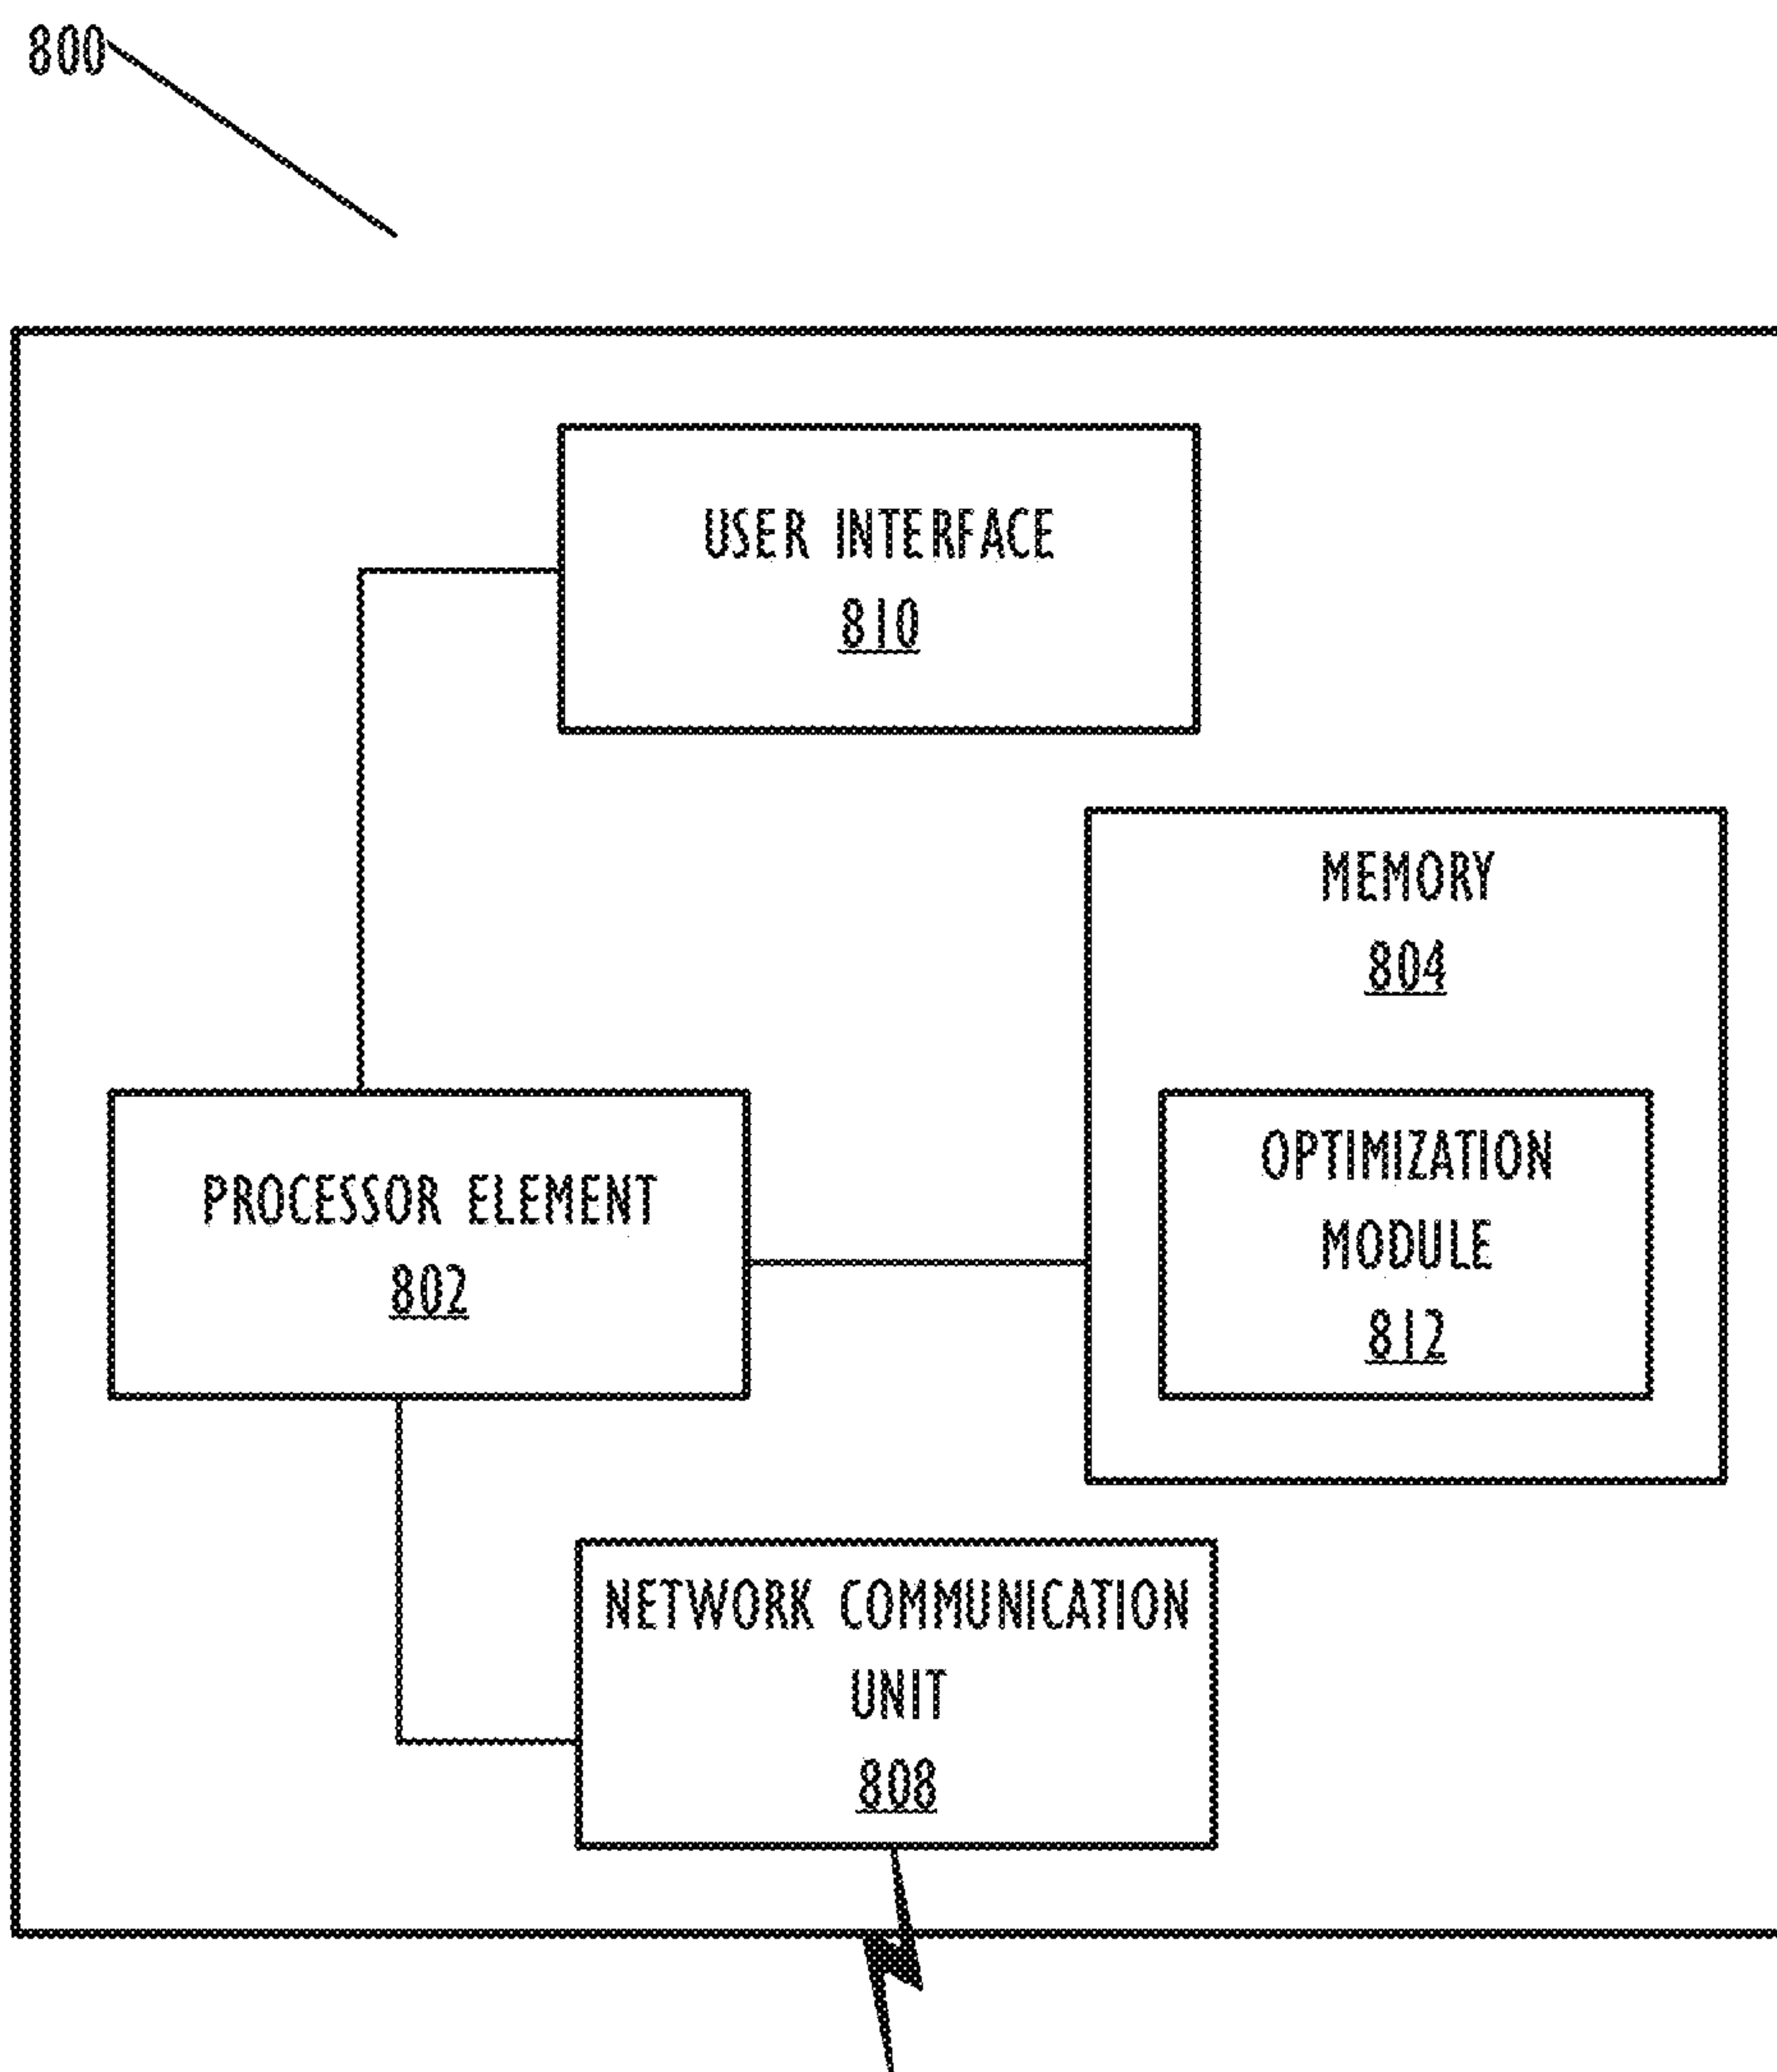 800
USER INTERFACE
810
MEMORY
804
OPTIMIZATION
MODULE
812
PROCESSOR ELEMENT
802
NETWORK COMMUNICATION
UNIT
808